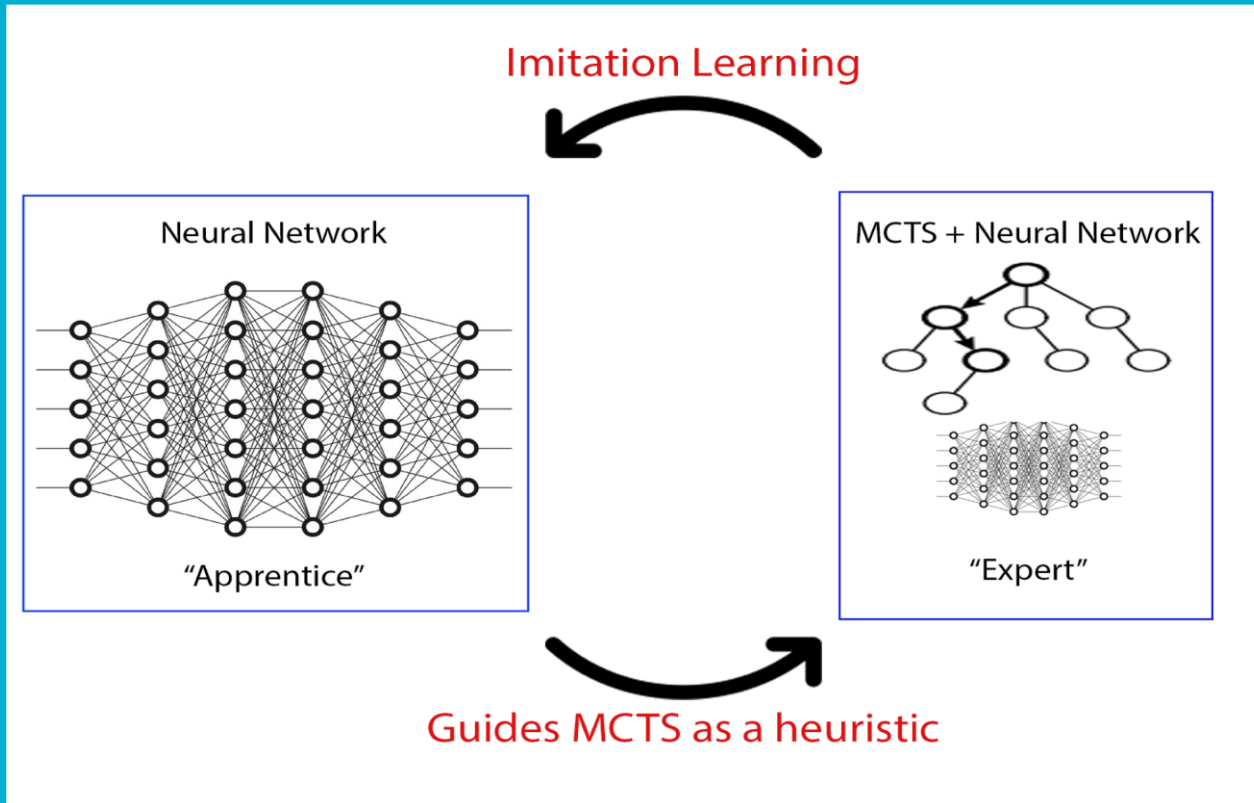 Imitation Learning
Neural Network
“Apprentice”
MCTS + Neural Network
“Expert”
Guides MCTS as a heuristic